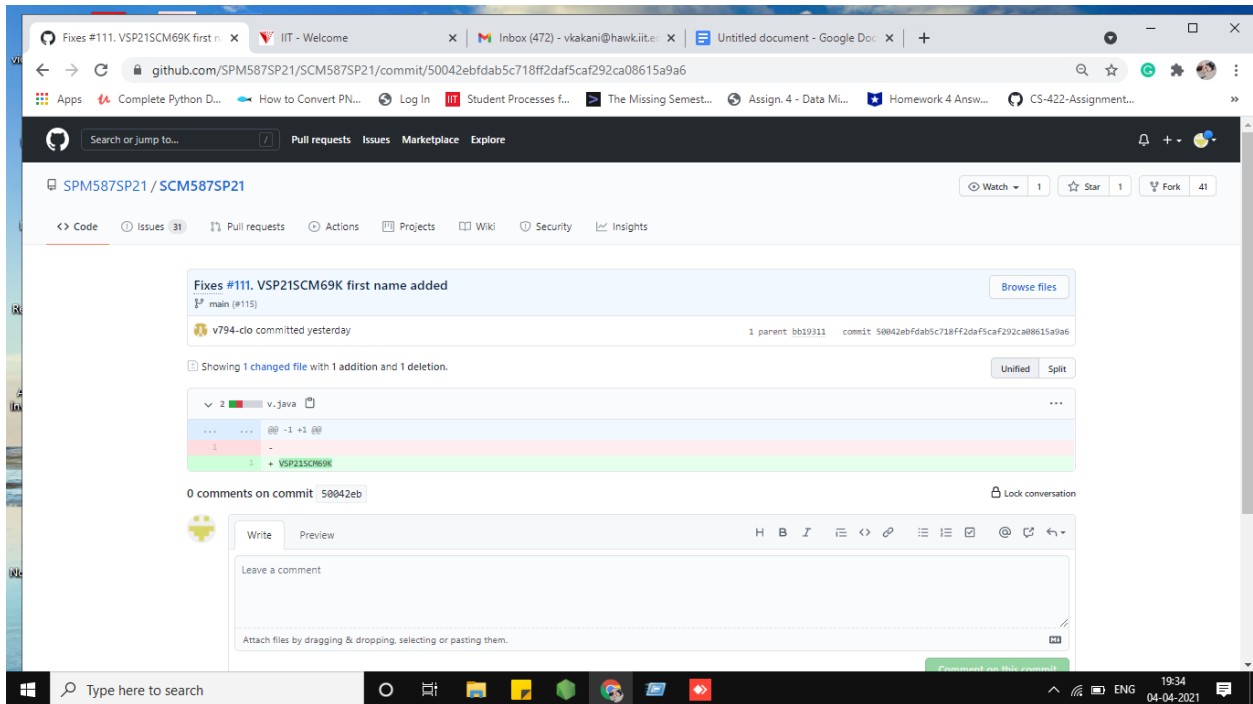 Fixes #111. VSP21SCM69K first n
IIT - Welcome
Inbox (472) - vkakani@hawk.iit.e
Untitled document - Google Doc
github.com/SPM587SP21/SCM587SP21/commit/50042ebfdab5c718ff2daf5caf292ca08615a9a6
Apps
Complete Python D...
How to Convert PN...
Log In
Student Processes f...
The Missing Semest...
Assign. 4 - Data Mi...
Homework 4 Answ...
CS-422-Assignment...
Search or jump to...
/
Pull requests Issues Marketplace Explore
SPM587SP21 / SCM587SP21
Watch 1
Star 1
Fork 41
<> Code
Issues 31
Pull requests
Actions
Projects
Wiki
Security
Insights
Fixes #111. VSP21SCM69K first name added
Browse files
main (#115)
v794-clo committed yesterday
1 parent bb19311 commit 50042ebfdab5c718ff2daf5caf292ca08615a9a6
Showing 1 changed file with 1 addition and 1 deletion.
Unified Split
2 v.java
...
... ... @@ -1 +1 @@
1 -
1 + VSP21SCM69K
0 comments on commit 50042eb
Lock conversation
Write Preview
H B I
Leave a comment
Attach files by dragging & dropping, selecting or pasting them.
Comment on this commit
Type here to search
ENG
19:34
04-04-2021